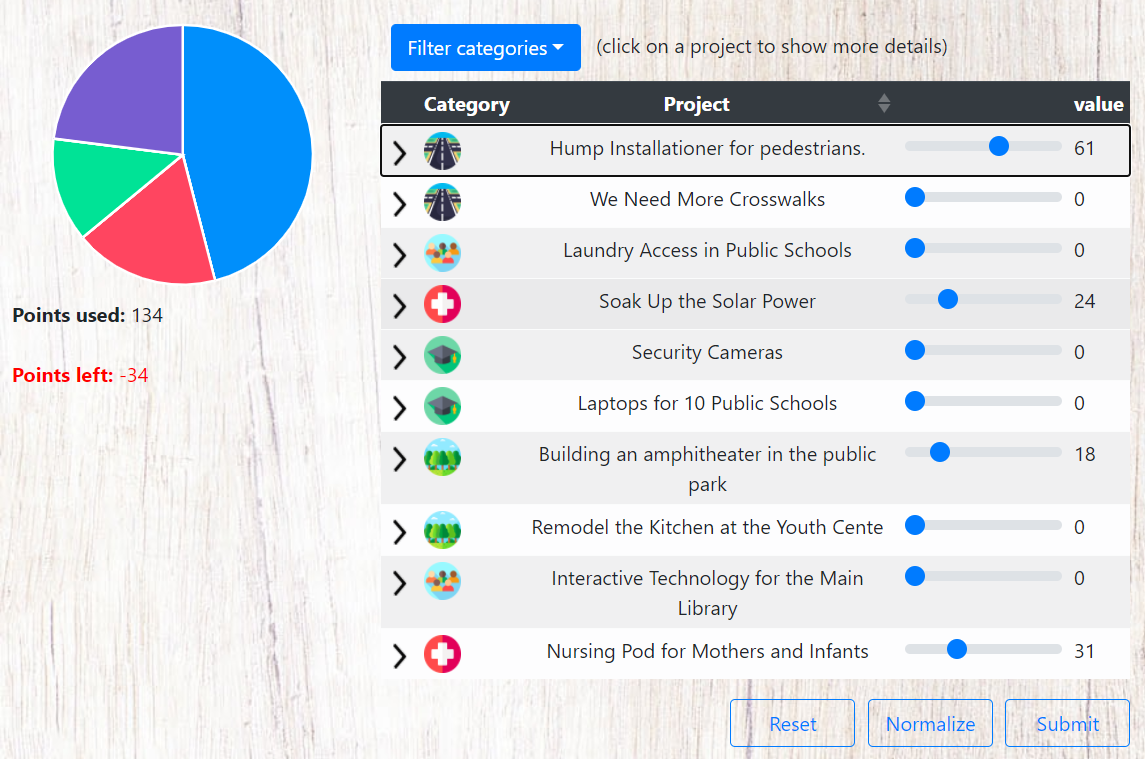 Filter categories (click on a project to show more details)
Category Project value
Hump Installationer for pedestrians. 61
We Need More Crosswalks 0
Laundry Access in Public Schools 0
Soak Up the Solar Power 24
Security Cameras 0
Laptops for 10 Public Schools 0
Building an amphitheater in the public 18
park
Remodel the Kitchen at the Youth Cente 0
Interactive Technology for the Main 0
Library
Nursing Pod for Mothers and Infants 31
Points used: 134
Points left: -34
Reset Normalize Submit